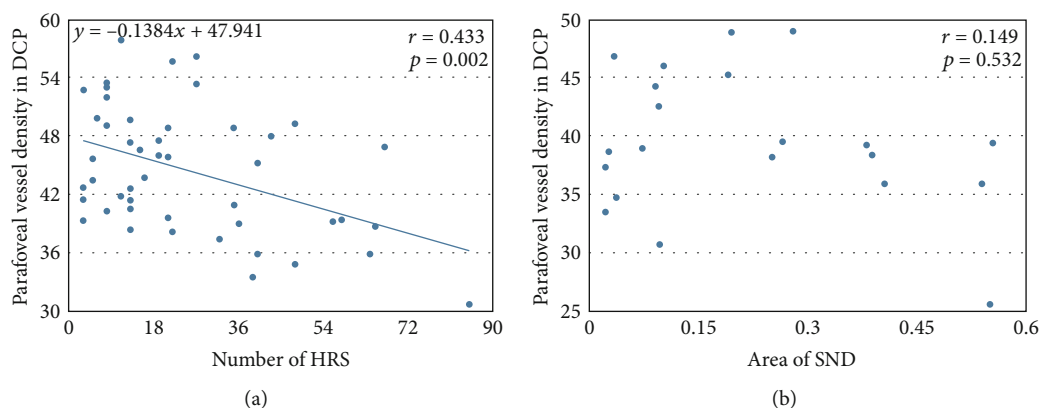 y = –0.1384x + 47.941
r = 0.433
p = 0.002
Parafoveal vessel density in DCP
60
54
48
42
36
30
0 18 36 54 72 90
Number of HRS
(a)
r = 0.149
p = 0.532
Parafoveal vessel density in DCP
50
45
40
35
30
25
0 0.15 0.3 0.45 0.6
Area of SND
(b)